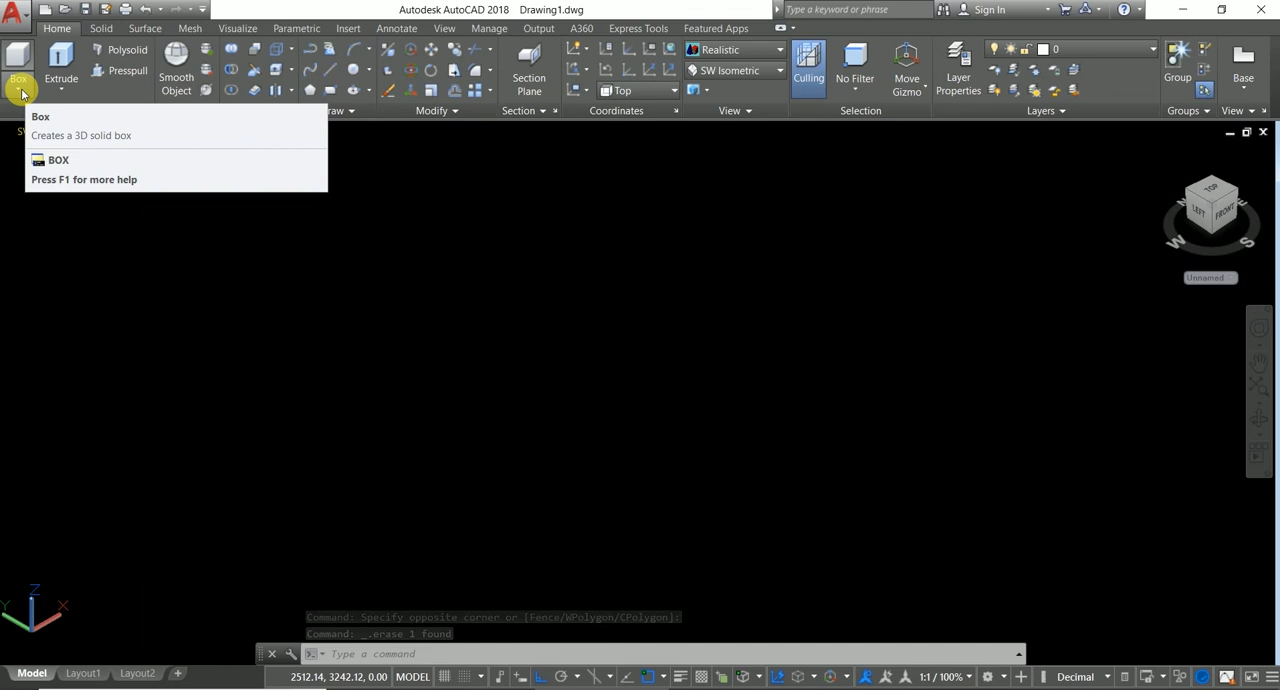 Autodesk AutoCAD 2018 Drawing1.dwg
Type a keyword or phrase
Sign In
Home Solid Surface Mesh Visualize Parametric Insert Annotate View Manage Output A360 Express Tools Featured Apps
Box
Extrude
Polysolid
Presspull
Smooth
Object
Section
Plane
Top
Realistic
SW Isometric
Culling
No Filter
Move
Gizmo
Layer
Properties
0
Group
Base
raw
Modify
Section
Coordinates
View
Selection
Layers
Groups
View
Box
Creates a 3D solid box
BOX
Press F1 for more help
TOP
LEFT
FRONT
N
E
W
S
Unnamed
Z
Y
X
Command: Specify opposite corner or [Fence/WPolygon/CPolygon]:
Command: _.erase 1 found
Type a command
Model Layout1 Layout2 +
2512.14, 3242.12, 0.00 MODEL
1:1 / 100%
Decimal